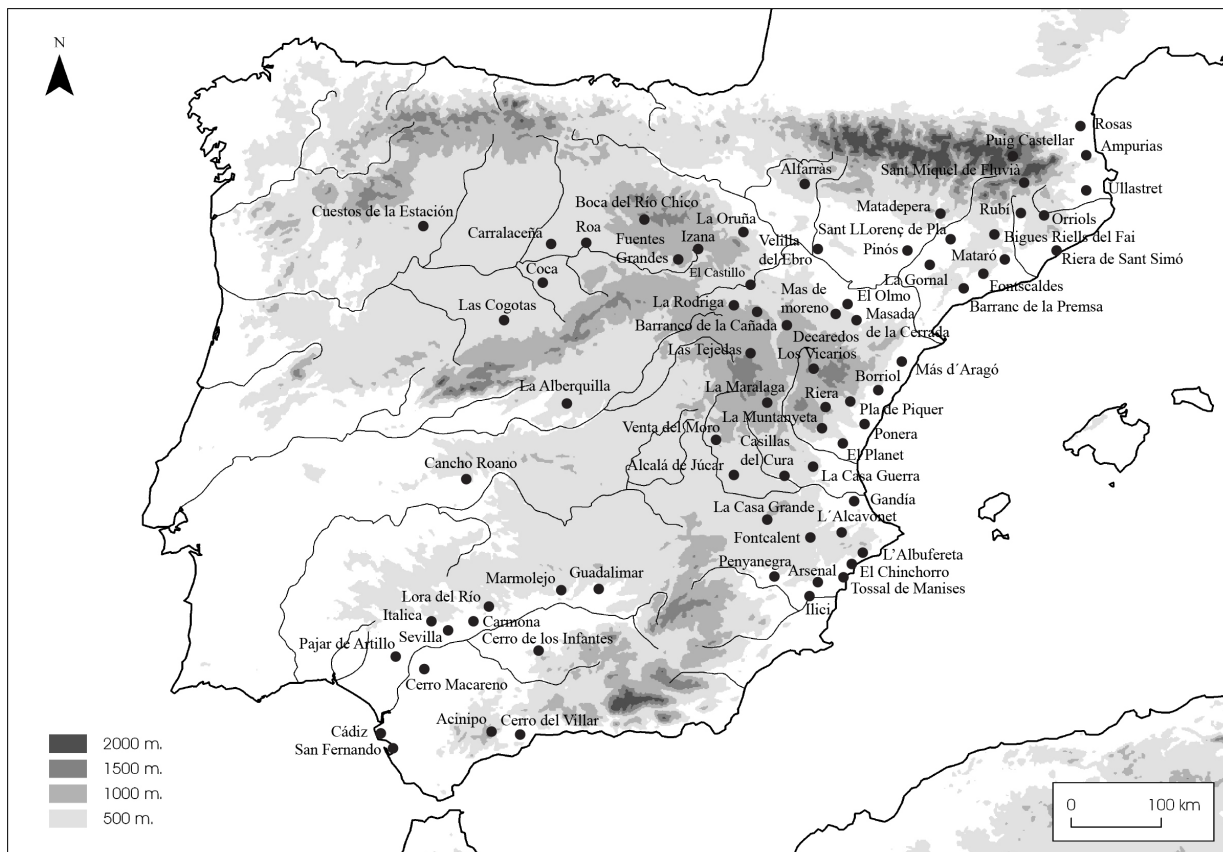 N
Rosas
Puig Castellar
Ampurias
Alfarrás
Sant Miquel de Fluviá
Ullastret
Cuestos de la Estación
Boca del Río Chico
La Oruña
Matadepera
Rubí
Orriols
Carralaceña
Roa
Fuentes
Grandes
Izana
Velilla
del Ebro
Sant LLorenç de Pla
Pinós
Bigues Riells del Fai
Mataró
Riera de Sant Simó
Coca
El Castillo
La Gornal
Fontscaldes
Barranc de la Premsa
Las Cogotas
La Rodriga
Mas de
moreno
El Olmo
Masada
de la Cerrada
Barranco de la Cañada
Decaredos
Las Tejedas
Los Vicarios
Más d´Aragó
La Alberquilla
La Maralaga
Riera
Borriol
Pla de Piquer
La Muntanyeta
Ponera
Venta del Moro
Casillas
del Cura
El Planet
Cancho Roano
Alcalá de Júcar
La Casa Guerra
Gandía
La Casa Grande
L´Alcavonet
Fontcalent
L’Albufereta
Penyanegra
Arsenal
El Chinchorro
Tossal de Manises
Ilici
Marmolejo
Guadalimar
Lora del Río
Italica
Carmona
Sevilla
Cerro de los Infantes
Pajar de Artillo
Cerro Macareno
Acinipo
Cerro del Villar
Cádiz
San Fernando
2000 m.
1500 m.
1000 m.
500 m.
0 100 km